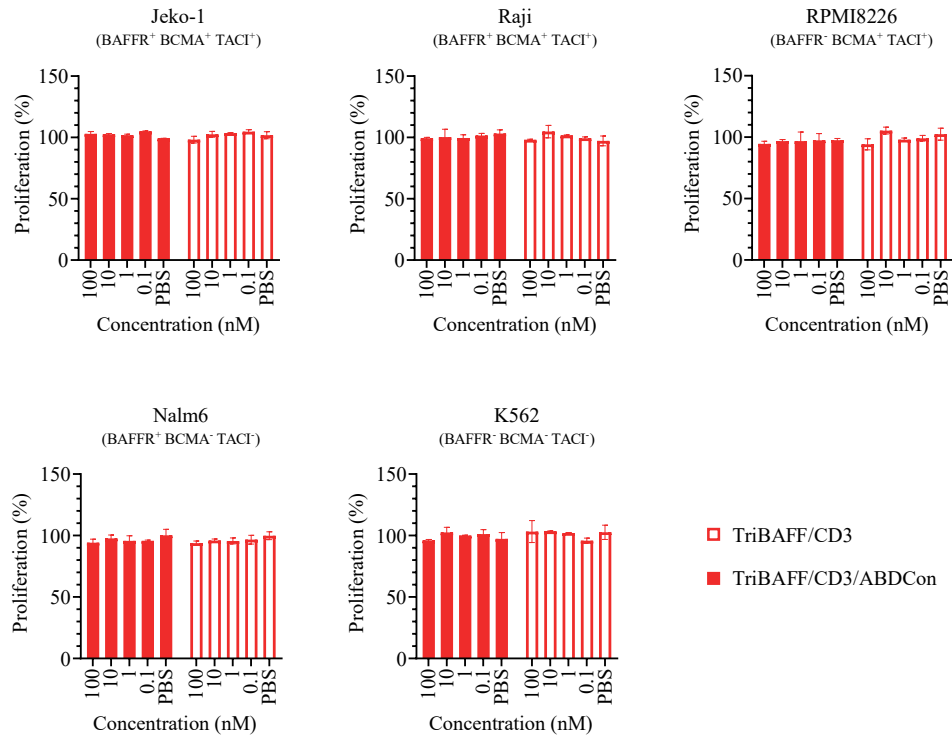 Jeko-1
(BAFFR⁺ BCMA⁺ TACI⁺)
Proliferation (%)
150
100
50
0
100
10
1
0.1
PBS
100
10
1
0.1
PBS
Concentration (nM)
Raji
(BAFFR⁺ BCMA⁺ TACI⁺)
Proliferation (%)
150
100
50
0
100
10
1
0.1
PBS
100
10
1
0.1
PBS
Concentration (nM)
RPMI8226
(BAFFR⁻ BCMA⁺ TACI⁺)
Proliferation (%)
150
100
50
0
100
10
1
0.1
PBS
100
10
1
0.1
PBS
Concentration (nM)
Nalm6
(BAFFR⁺ BCMA⁻ TACI⁻)
Proliferation (%)
150
100
50
0
100
10
1
0.1
PBS
100
10
1
0.1
PBS
Concentration (nM)
K562
(BAFFR⁻ BCMA⁻ TACI⁻)
Proliferation (%)
150
100
50
0
100
10
1
0.1
PBS
100
10
1
0.1
PBS
Concentration (nM)
TriBAFF/CD3
TriBAFF/CD3/ABDCon